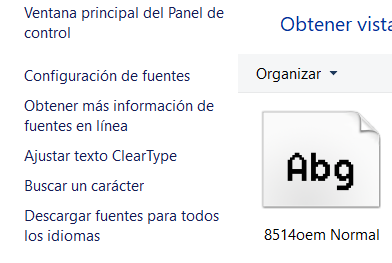 Ventana principal del Panel de
control
Configuración de fuentes
Obtener más información de
fuentes en línea
Ajustar texto ClearType
Buscar un carácter
Descargar fuentes para todos
los idiomas
Obtener vista
Organizar
Abg
8514oem Normal